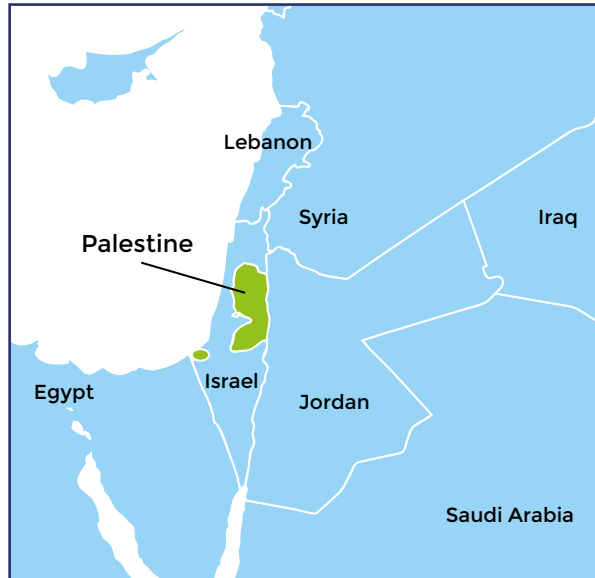 Lebanon
Syria
Iraq
Palestine
Israel
Egypt
Jordan
Saudi Arabia